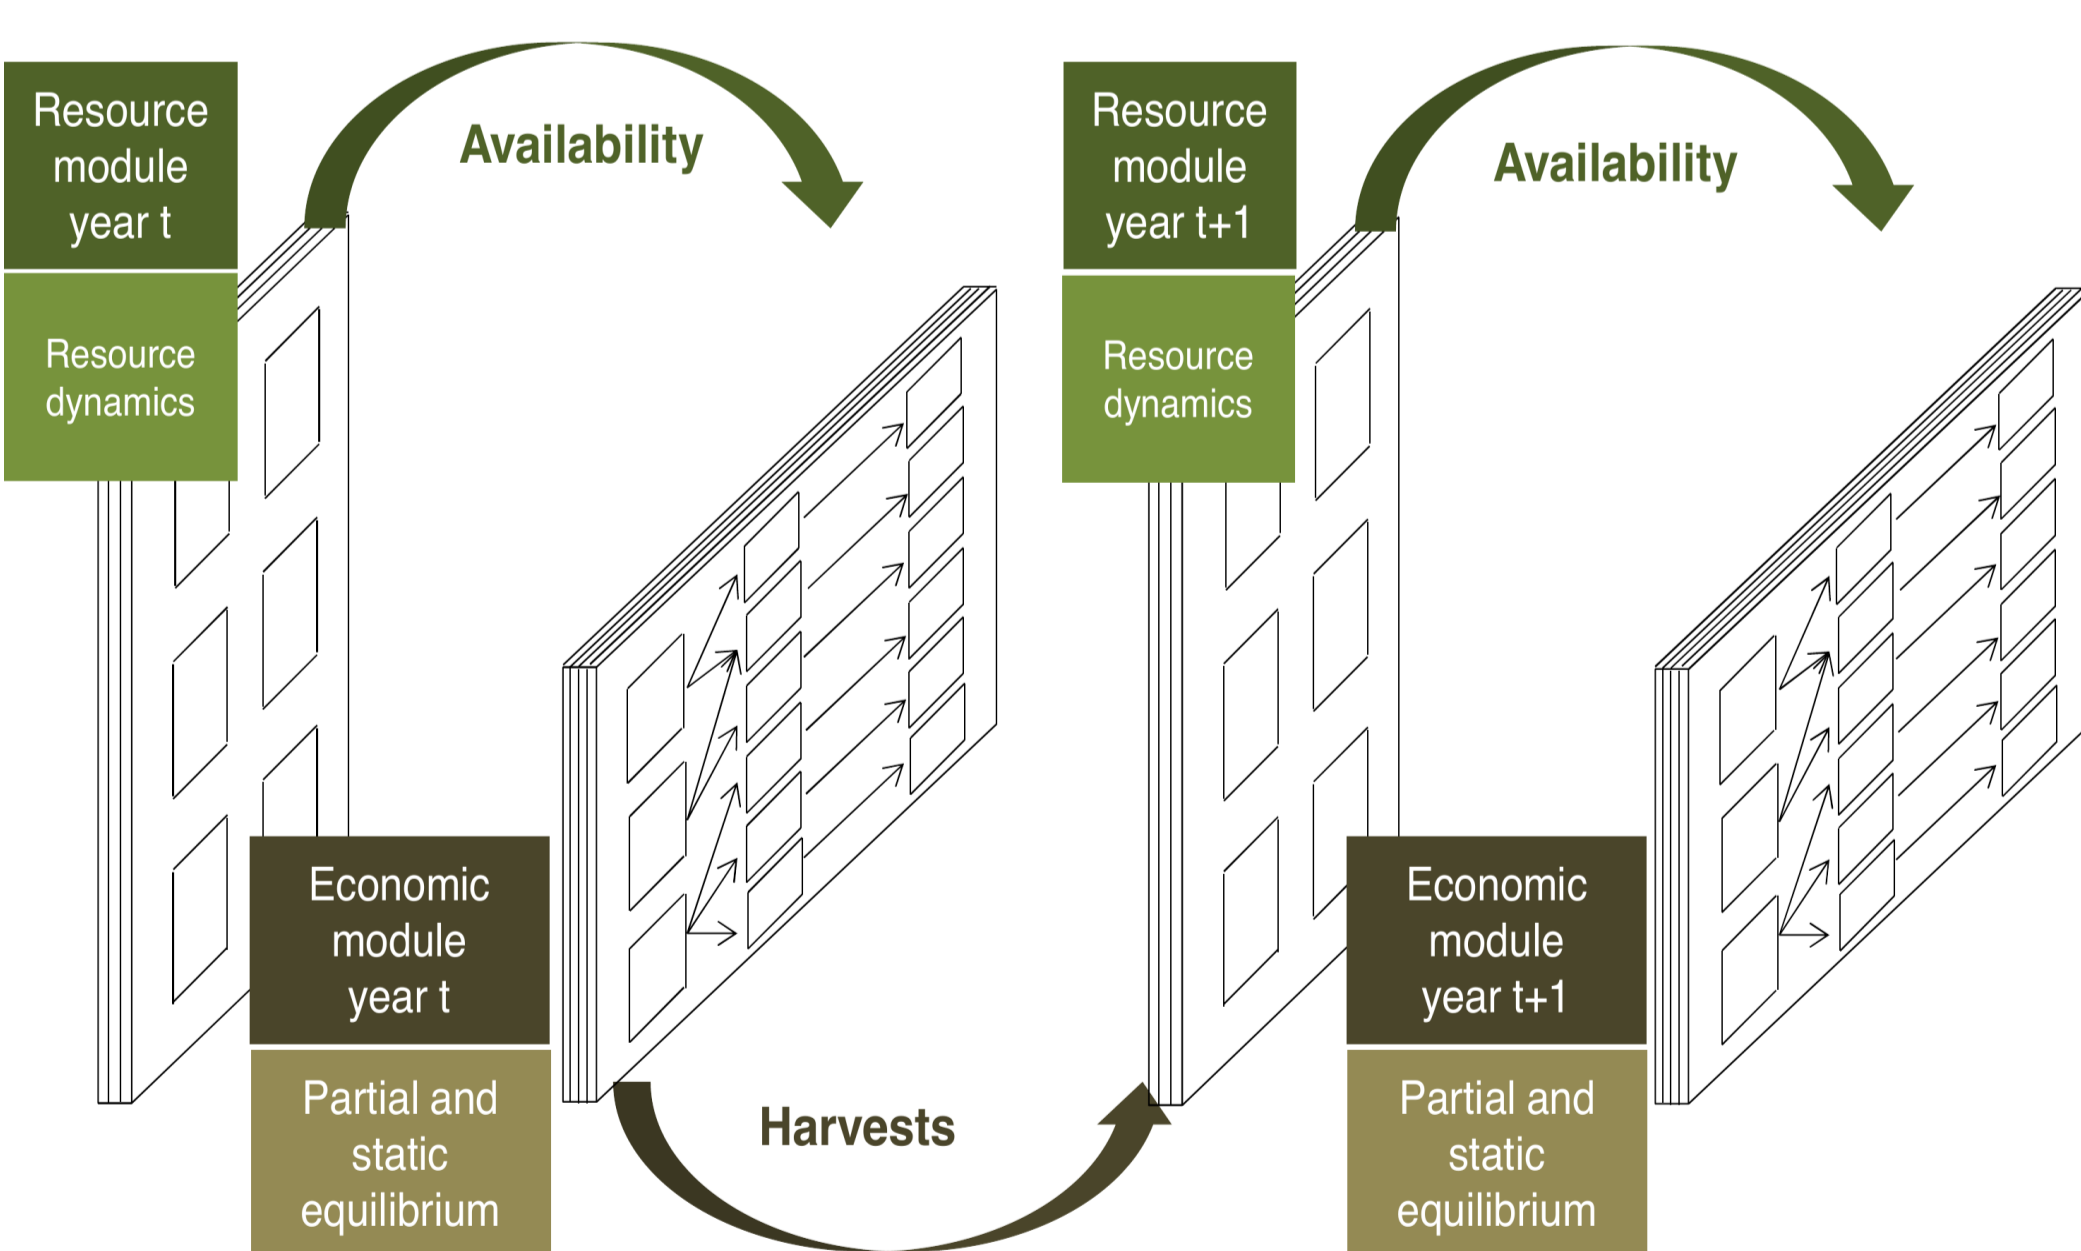 Resource
module
year t
Resource
dynamics
Availability
Economic
module
year t
Partial and
static
equilibrium
Harvests
Resource
module
year t+1
Resource
dynamics
Availability
Economic
module
year t+1
Partial and
static
equilibrium